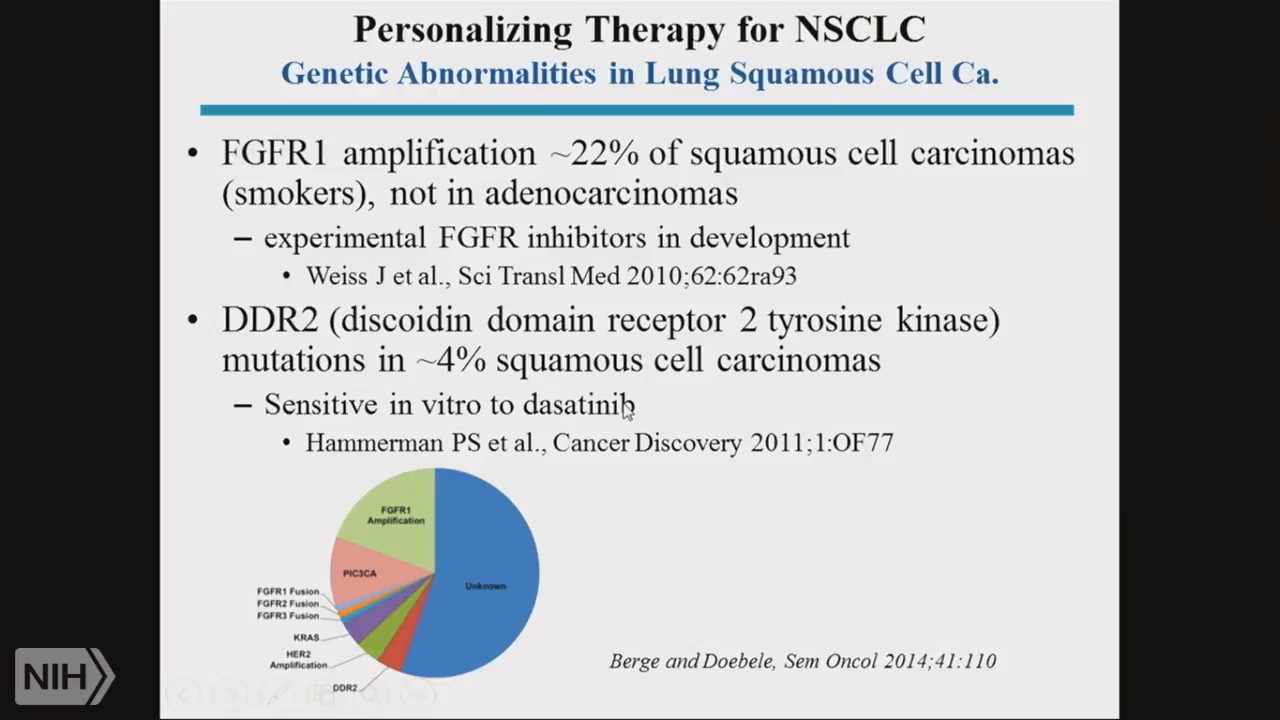 Personalizing Therapy for NSCLC
Genetic Abnormalities in Lung Squamous Cell Ca.
• FGFR1 amplification ~22% of squamous cell carcinomas
(smokers), not in adenocarcinomas
– experimental FGFR inhibitors in development
• Weiss J et al., Sci Transl Med 2010;62:62ra93
• DDR2 (discoidin domain receptor 2 tyrosine kinase)
mutations in ~4% squamous cell carcinomas
– Sensitive in vitro to dasatinib
• Hammerman PS et al., Cancer Discovery 2011;1:OF77
FGFR1
Amplification
PIC3CA
Unknown
FGFR1 Fusion
FGFR2 Fusion
FGFR3 Fusion
KRAS
HER2
Amplification
DDR2
Berge and Doebele, Sem Oncol 2014;41:110
NIH